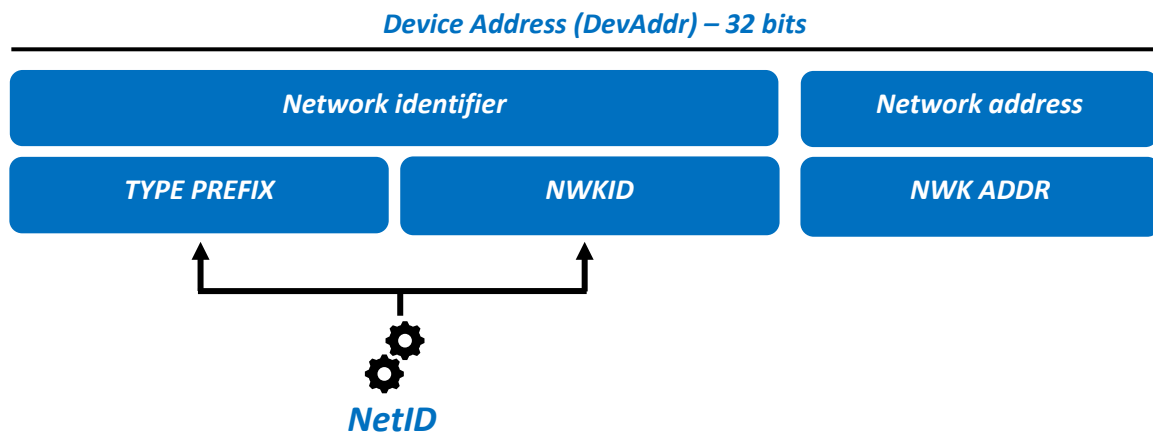 Device Address (DevAddr) – 32 bits
Network identifier
Network address
TYPE PREFIX
NWKID
NWK ADDR
NetID